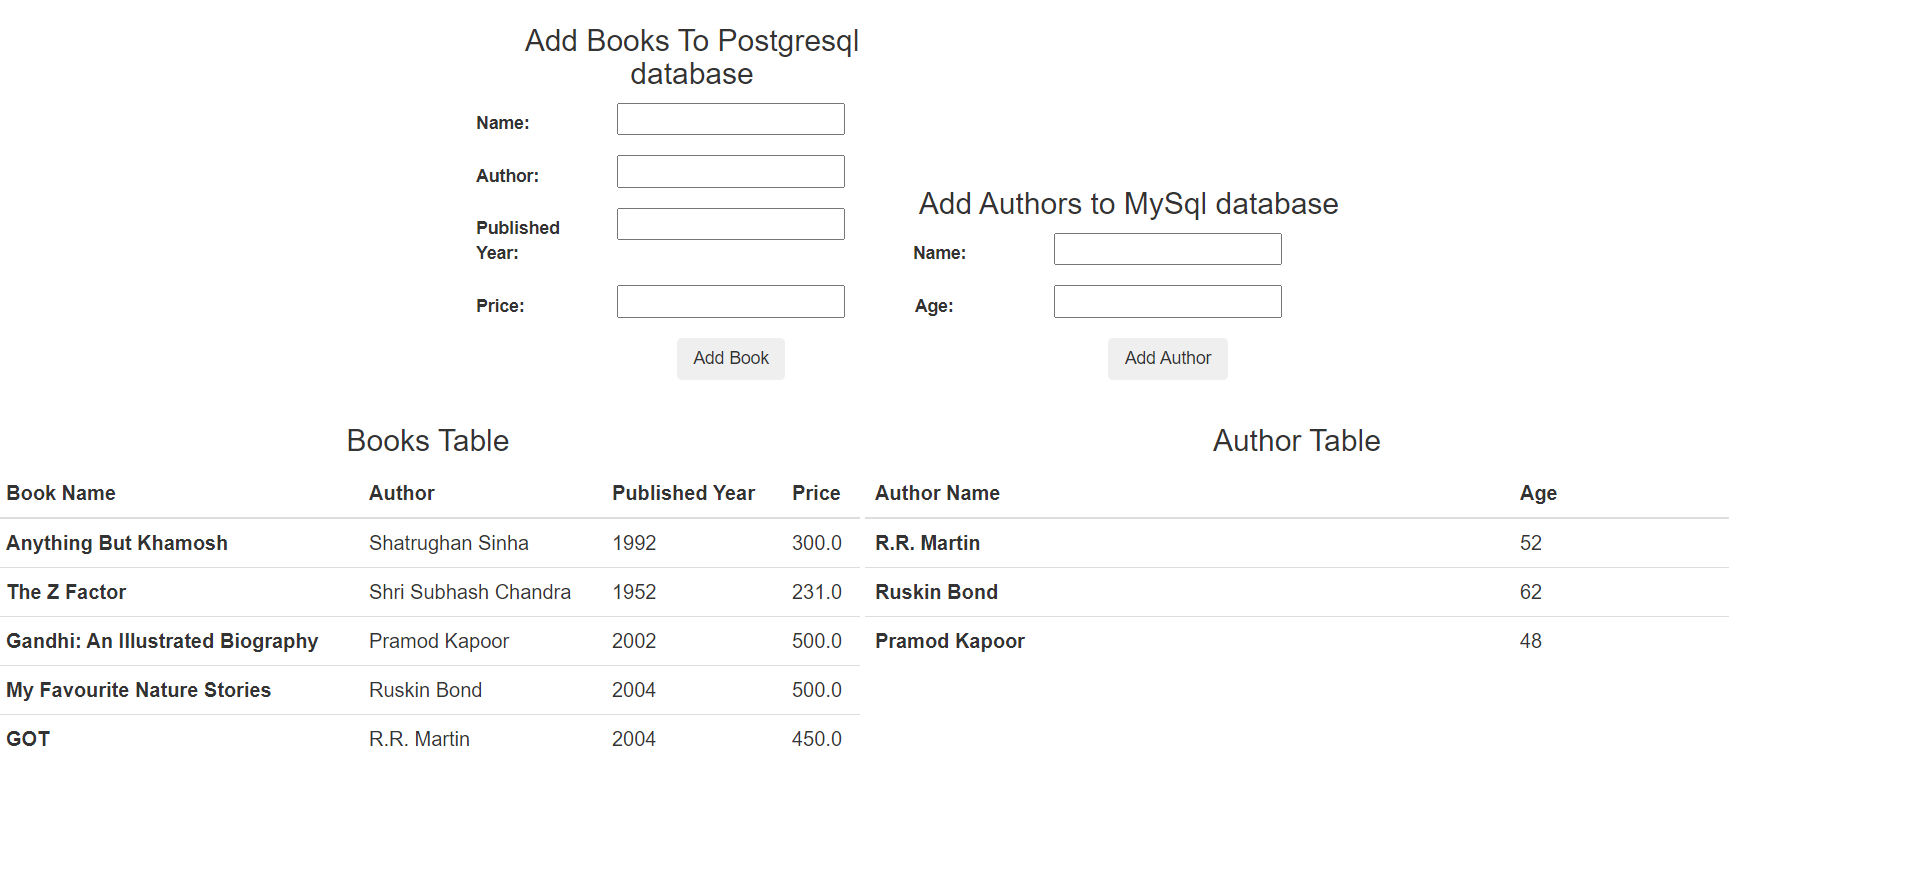 Add Books To Postgresql
database
Name:
Author:
Published
Year:
Price:
Add Book
Add Authors to MySql database
Name:
Age:
Add Author
Books Table
Book Name Author Published Year Price
Anything But Khamosh Shatrughan Sinha 1992 300.0
The Z Factor Shri Subhash Chandra 1952 231.0
Gandhi: An Illustrated Biography Pramod Kapoor 2002 500.0
My Favourite Nature Stories Ruskin Bond 2004 500.0
GOT R.R. Martin 2004 450.0
Author Table
Author Name Age
R.R. Martin 52
Ruskin Bond 62
Pramod Kapoor 48